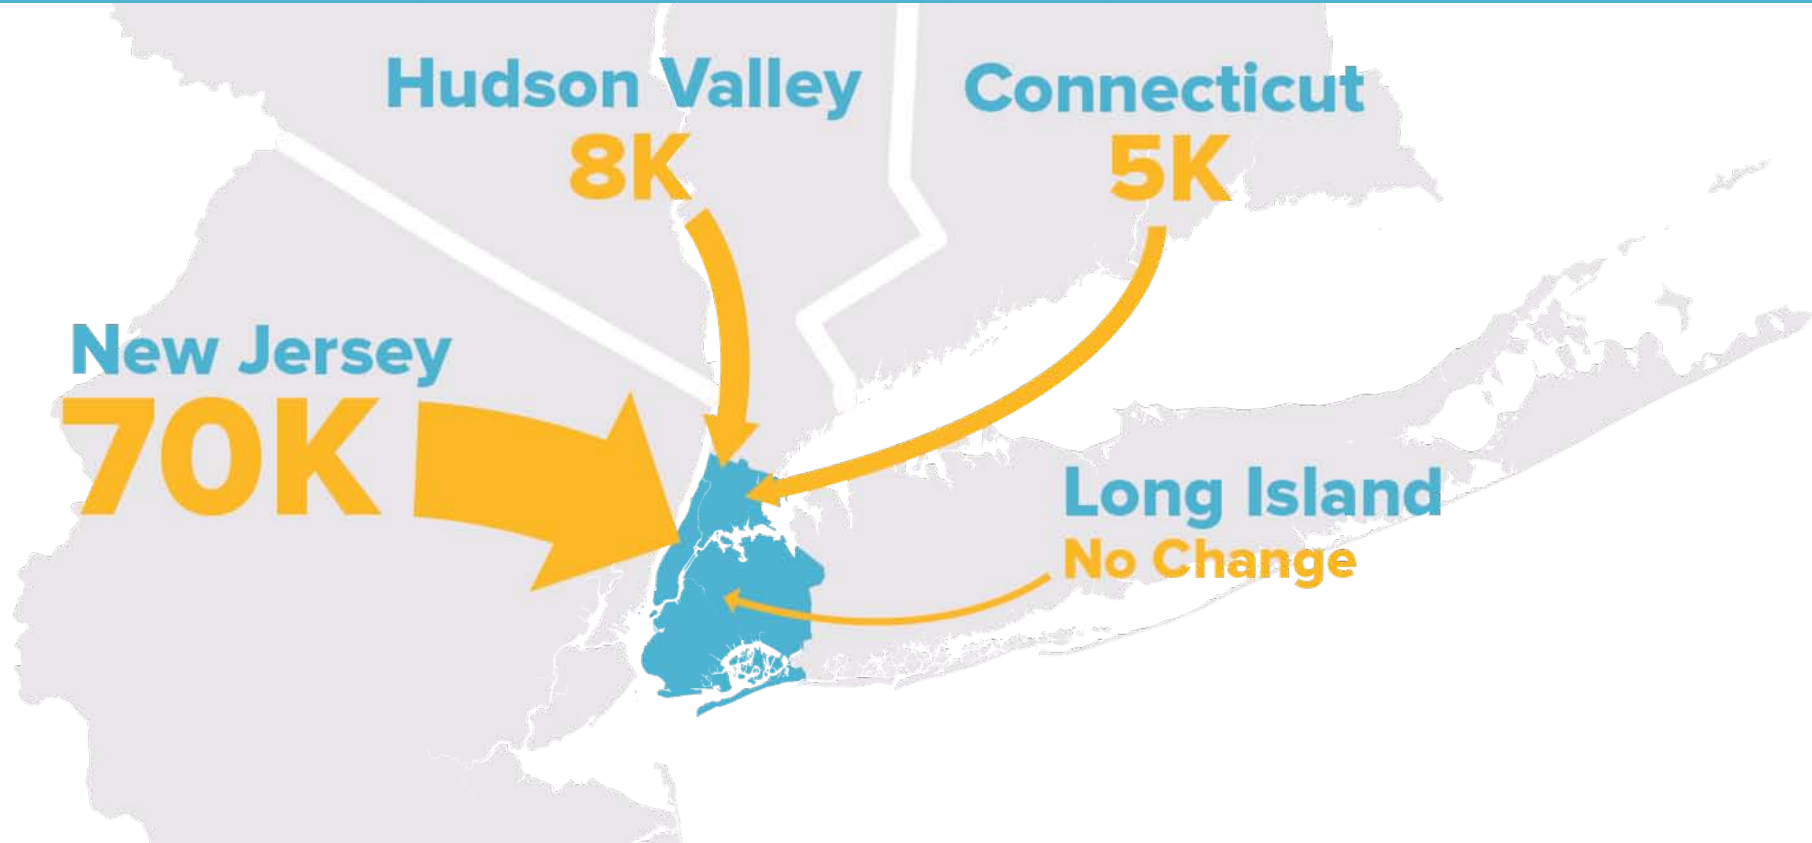 Hudson Valley
8K
Connecticut
5K
New Jersey
70K
Long Island
No Change